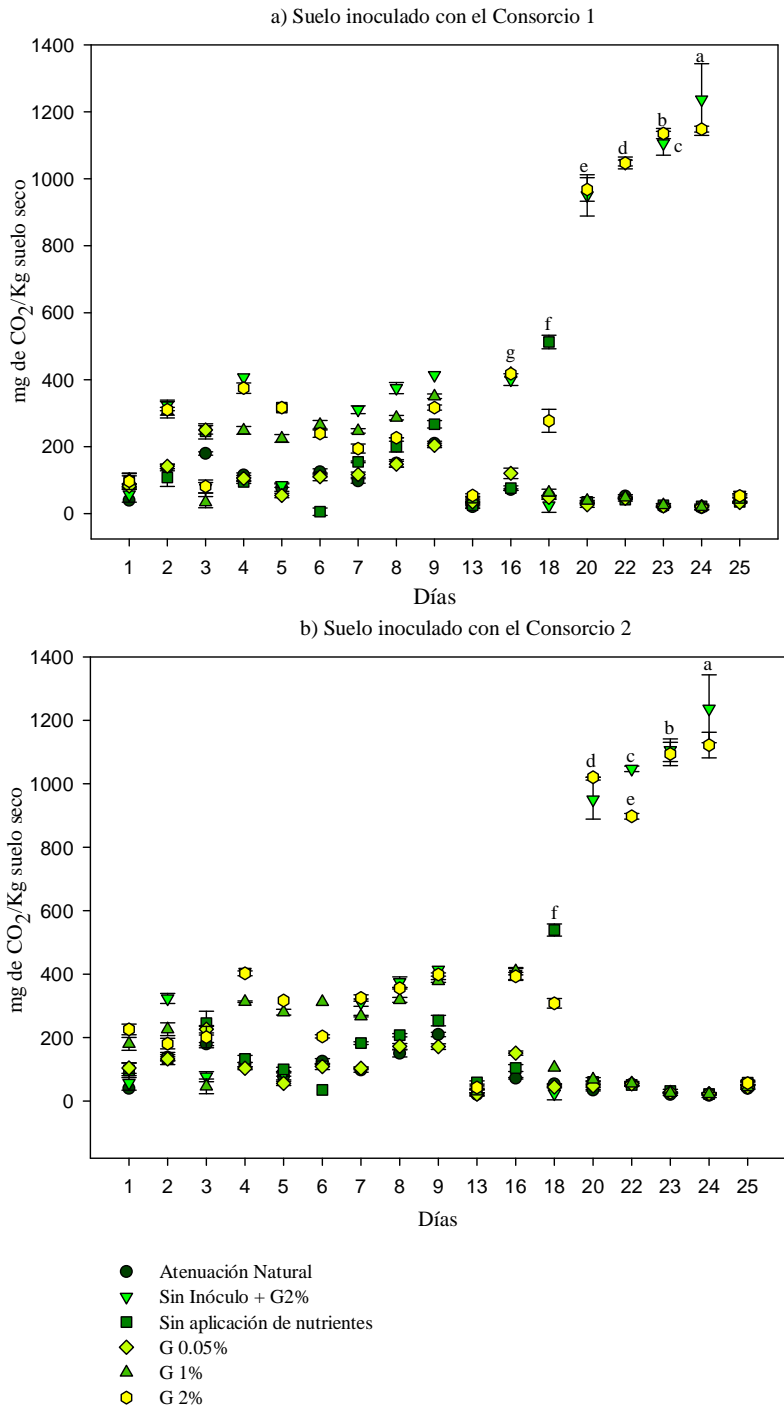 a) Suelo inoculado con el Consorcio 1
mg de CO2/Kg suelo seco
1400
1200
1000
800
600
400
200
0
a
b
c
d
e
f
g
1 2 3 4 5 6 7 8 9 13 16 18 20 22 23 24 25
Días
b) Suelo inoculado con el Consorcio 2
mg de CO2/Kg suelo seco
1400
1200
1000
800
600
400
200
0
a
b
c
d
e
f
1 2 3 4 5 6 7 8 9 13 16 18 20 22 23 24 25
Días
Atenuación Natural
Sin Inóculo + G2%
Sin aplicación de nutrientes
G 0.05%
G 1%
G 2%